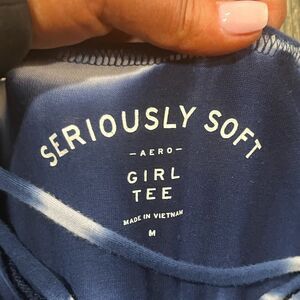 SERIOUSLY SOFT
-AERO-
GIRL
TEE
MADE IN VIETNAM
M